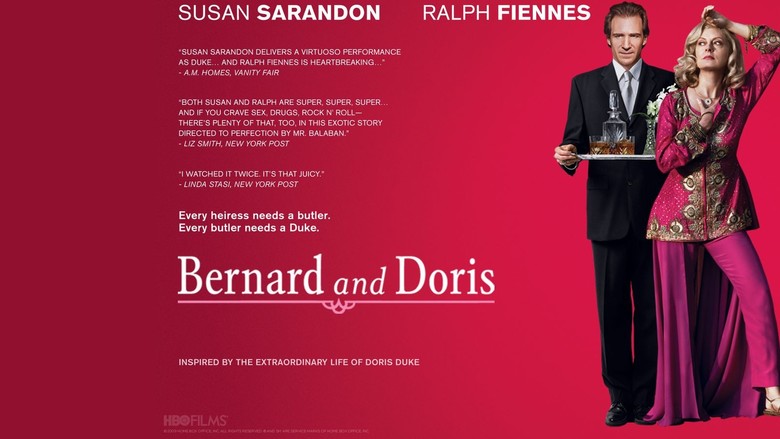 SUSAN SARANDON RALPH FIENNES
“SUSAN SARANDON DELIVERS A VIRTUOSO PERFORMANCE
AS DUKE... AND RALPH FIENNES IS HEARTBREAKING...”
- A.M. HOMES, VANITY FAIR
“BOTH SUSAN AND RALPH ARE SUPER, SUPER, SUPER...
AND IF YOU CRAVE SEX, DRUGS, ROCK N' ROLL—
THERE'S PLENTY OF THAT, TOO, IN THIS EXOTIC STORY
DIRECTED TO PERFECTION BY MR. BALABAN.”
- LIZ SMITH, NEW YORK POST
“I WATCHED IT TWICE. IT'S THAT JUICY.”
- LINDA STASI, NEW YORK POST
Every heiress needs a butler.
Every butler needs a Duke.
Bernard and Doris
INSPIRED BY THE EXTRAORDINARY LIFE OF DORIS DUKE
HBO FILMS